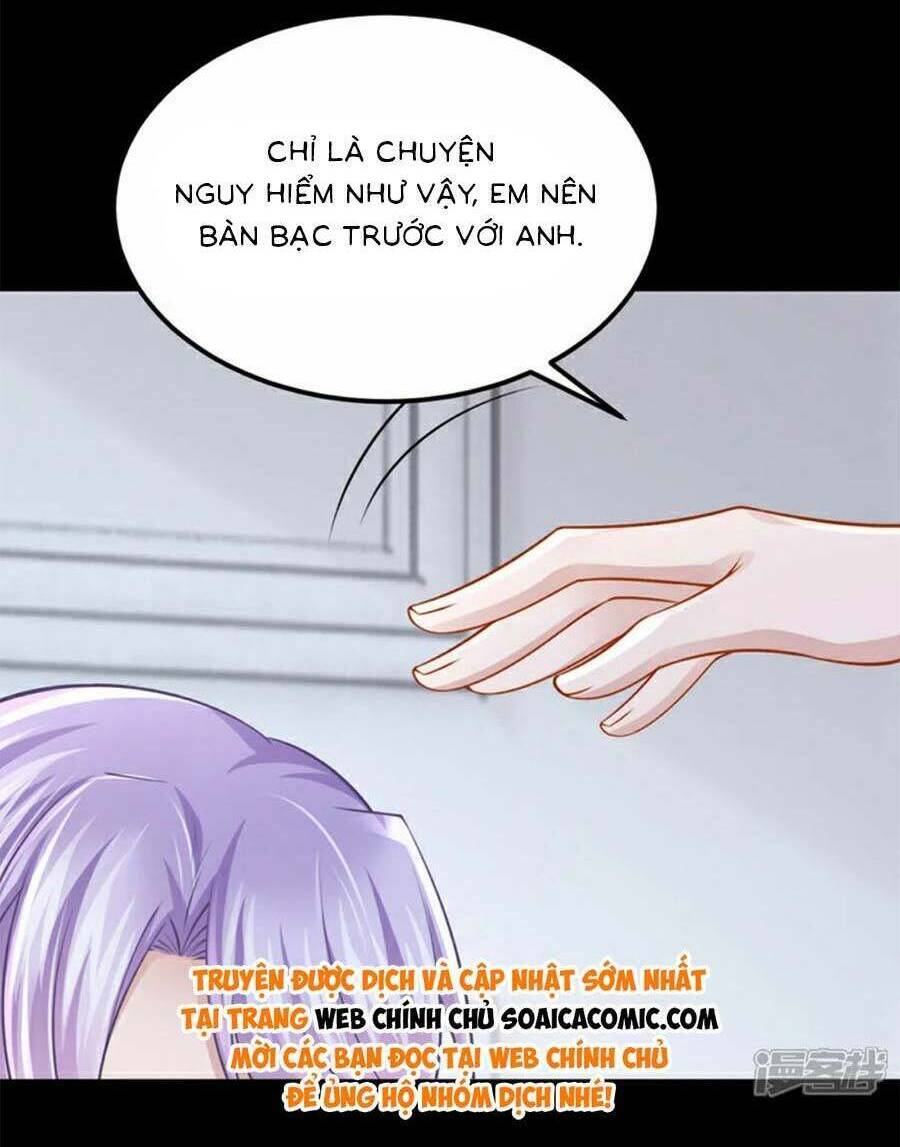 CHỈ LÀ CHUYỆN
NGUY HIỂM NHƯ VẬY, EM NÊN
BÀN BẠC TRƯỚC VỚI ANH.
TRUYỆN ĐƯỢC DỊCH VÀ CẬP NHẬT SỚM NHẤT
TẠI TRANG WEB CHÍNH CHỦ SOAICACOMIC.COM
MỜI CÁC BẠN ĐỌC TẠI WEB CHÍNH CHỦ
ĐỂ ỦNG HỘ NHÓM DỊCH NHÉ!
漫客栈